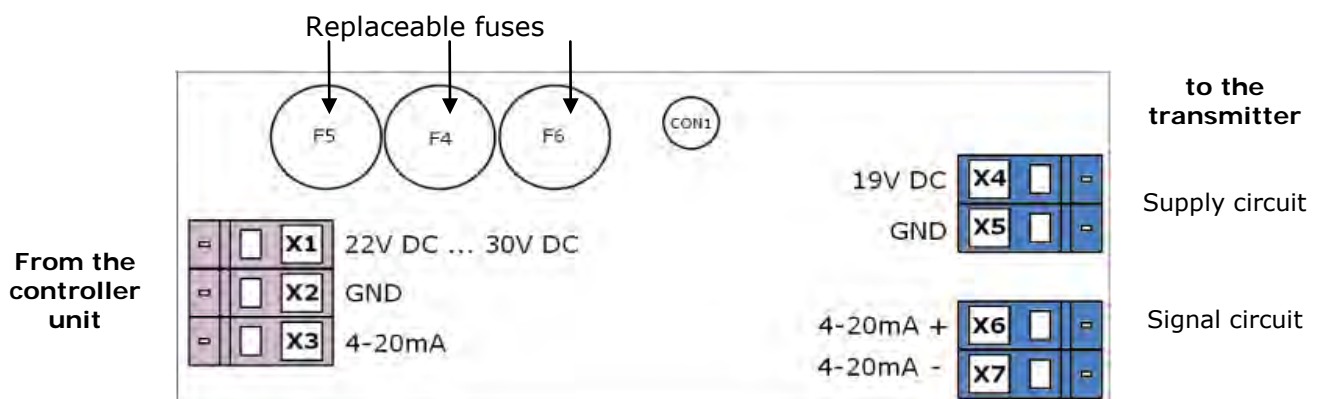 Replaceable fuses
F5
F4
F6
CON1
to the
transmitter
19V DC X4
GND X5
Supply circuit
From the
controller
unit
X1 22V DC ... 30V DC
X2 GND
X3 4-20mA
4-20mA + X6
4-20mA - X7
Signal circuit